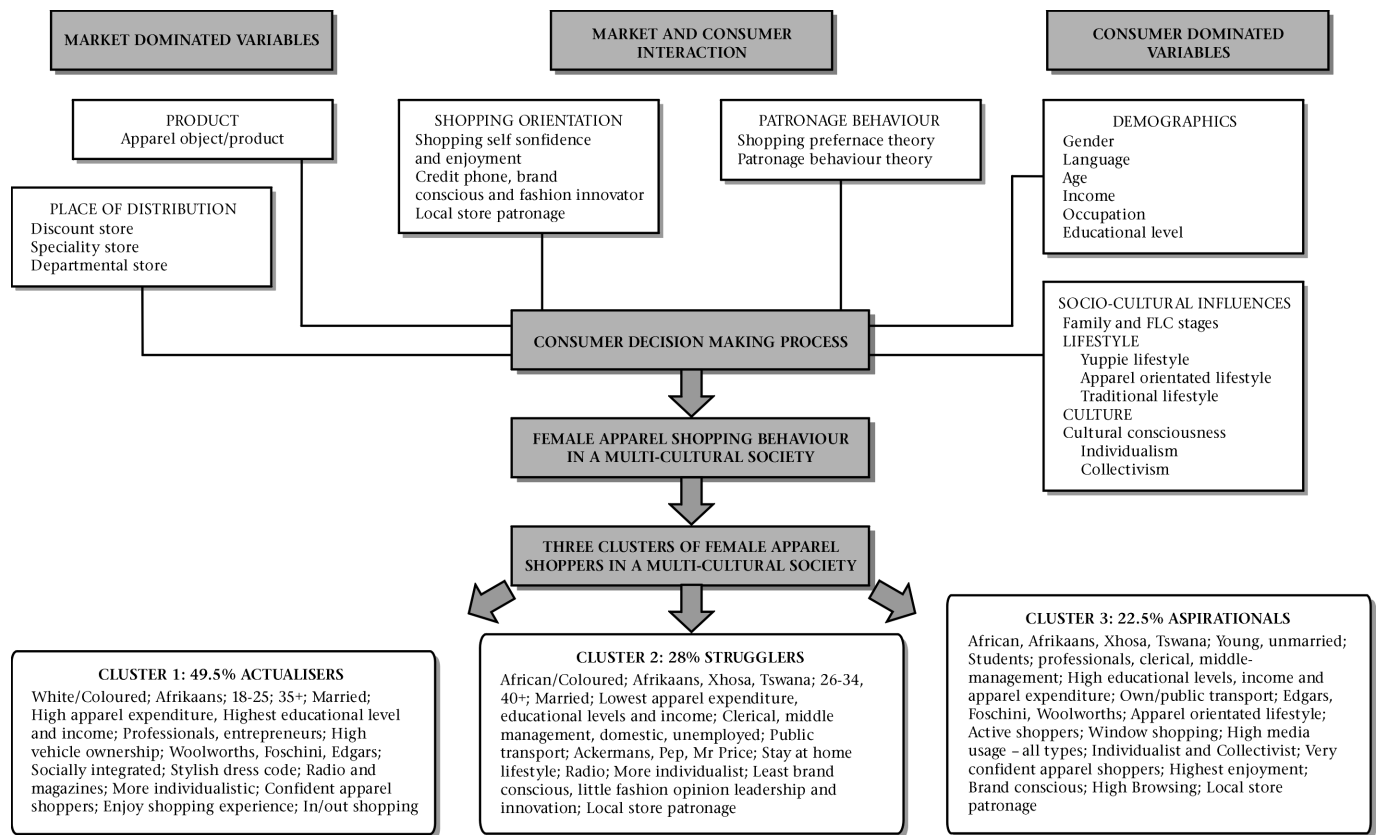 MARKET DOMINATED VARIABLES
MARKET AND CONSUMER
INTERACTION
CONSUMER DOMINATED
VARIABLES
PRODUCT
Apparel object/product
PLACE OF DISTRIBUTION
Discount store
Speciality store
Departmental store
SHOPPING ORIENTATION
Shopping self sonfidence
and enjoyment
Credit phone, brand
conscious and fashion innovator
Local store patronage
PATRONAGE BEHAVIOUR
Shopping prefernace theory
Patronage behaviour theory
DEMOGRAPHICS
Gender
Language
Age
Income
Occupation
Educational level
SOCIO-CULTURAL INFLUENCES
Family and FLC stages
LIFESTYLE
Yuppie lifestyle
Apparel orientated lifestyle
Traditional lifestyle
CULTURE
Cultural consciousness
Individualism
Collectivism
CONSUMER DECISION MAKING PROCESS
FEMALE APPAREL SHOPPING BEHAVIOUR
IN A MULTI-CULTURAL SOCIETY
THREE CLUSTERS OF FEMALE APPAREL
SHOPPERS IN A MULTI-CULTURAL SOCIETY
CLUSTER 1: 49.5% ACTUALISERS
White/Coloured; Afrikaans; 18-25; 35+; Married;
High apparel expenditure, Highest educational level
and income; Professionals, entrepreneurs; High
vehicle ownership; Woolworths, Foschini, Edgars;
Socially integrated; Stylish dress code; Radio and
magazines; More individualistic; Confident apparel
shoppers; Enjoy shopping experience; In/out shopping
CLUSTER 2: 28% STRUGGLERS
African/Coloured; Afrikaans, Xhosa, Tswana; 26-34,
40+; Married; Lowest apparel expenditure,
educational levels and income; Clerical, middle
management, domestic, unemployed; Public
transport; Ackermans, Pep, Mr Price; Stay at home
lifestyle; Radio; More individualist; Least brand
conscious, little fashion opinion leadership and
innovation; Local store patronage
CLUSTER 3: 22.5% ASPIRATIONALS
African, Afrikaans, Xhosa, Tswana; Young, unmarried;
Students; professionals, clerical, middle-
management; High educational levels, income and
apparel expenditure; Own/public transport; Edgars,
Foschini, Woolworths; Apparel orientated lifestyle;
Active shoppers; Window shopping; High media
usage – all types; Individualist and Collectivist; Very
confident apparel shoppers; Highest enjoyment;
Brand conscious; High Browsing; Local store
patronage